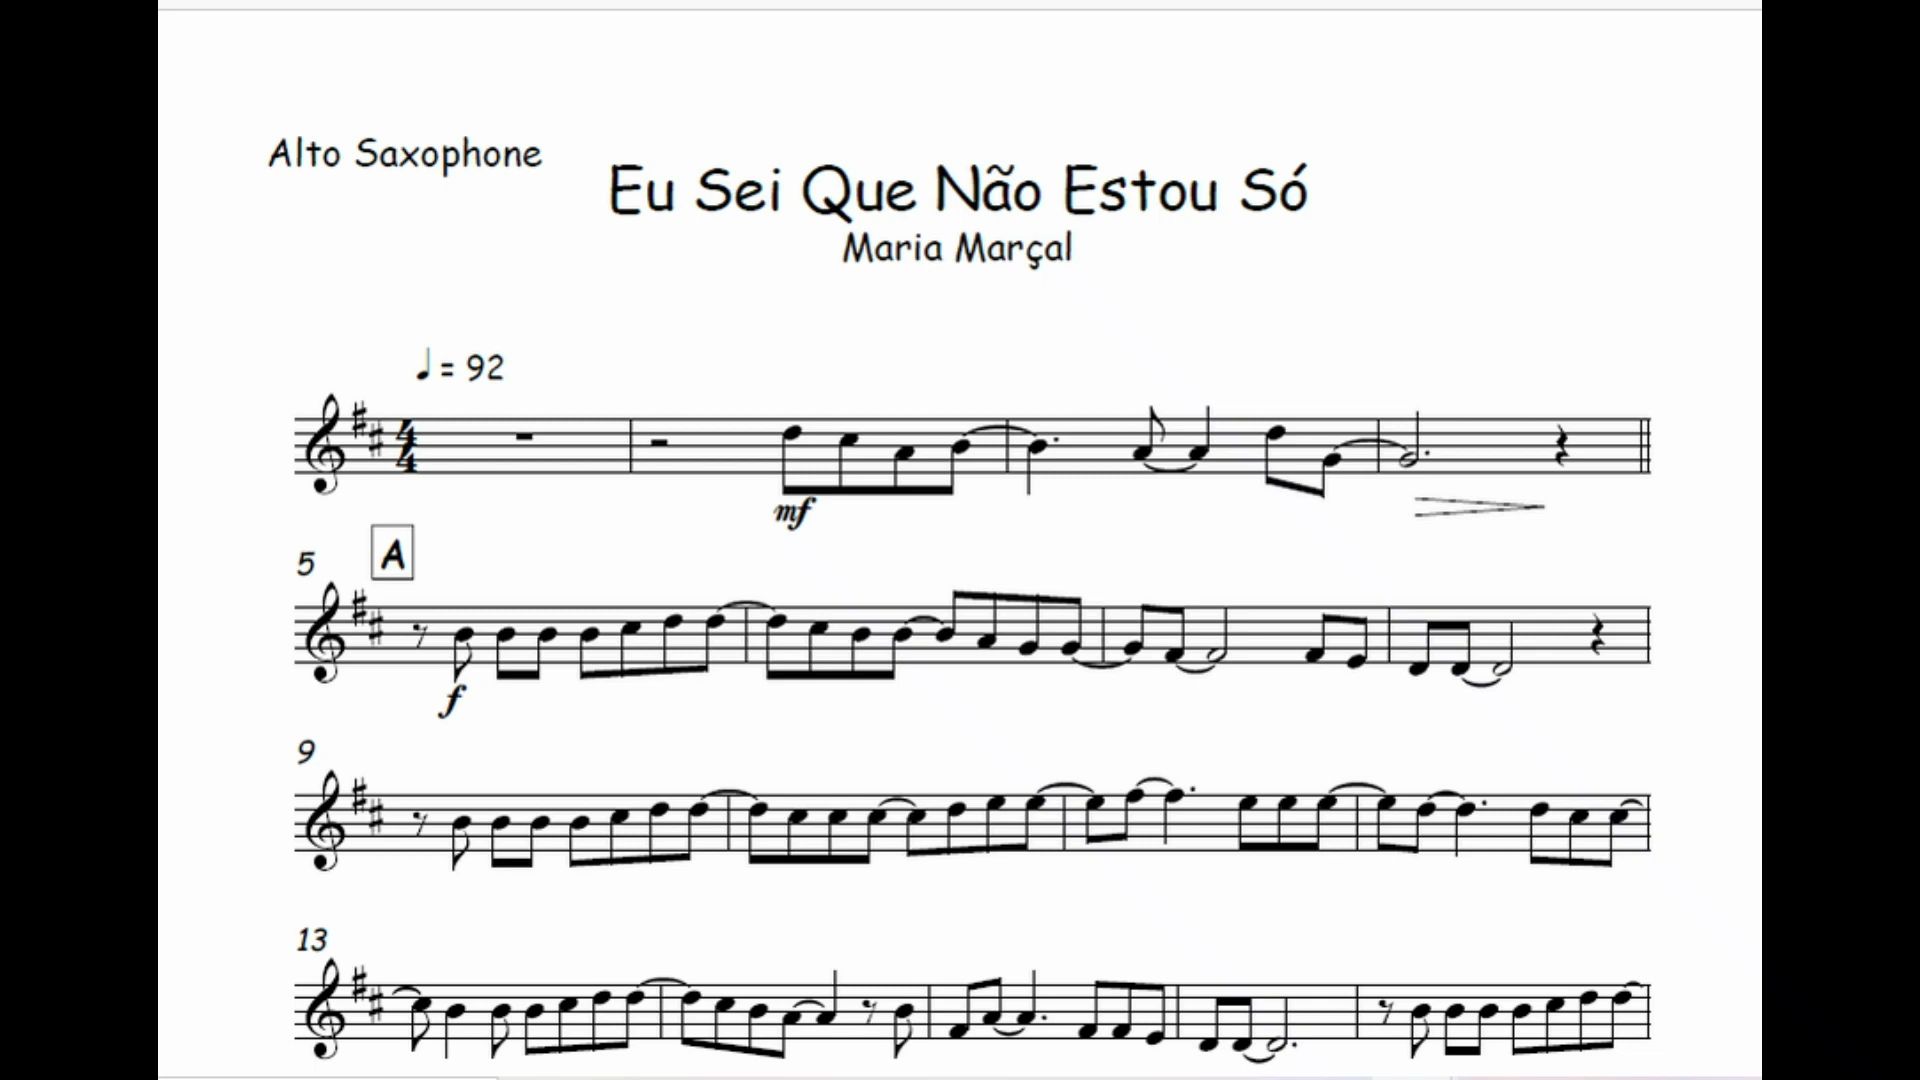 Alto Saxophone
Eu Sei Que Não Estou Só
Maria Marçal
♩ = 92
4
4
mf
5
A
f
9
13